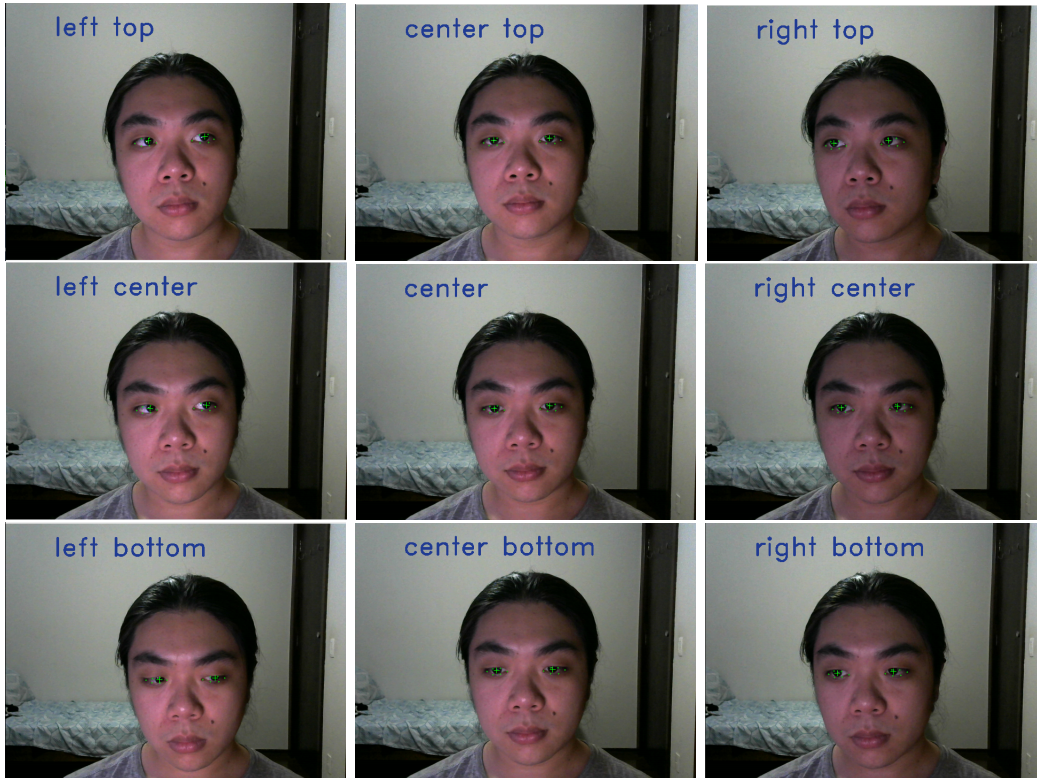 left top
center top
right top
left center
center
right center
left bottom
center bottom
right bottom